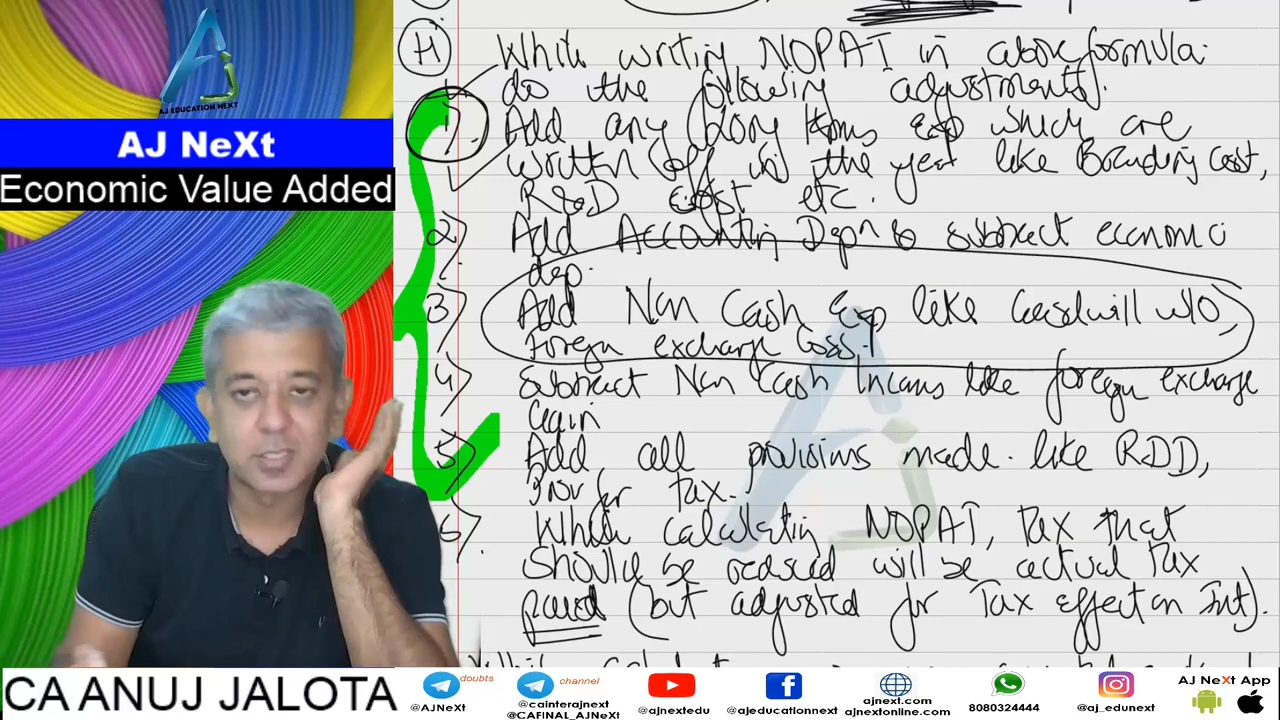 AJ EDUCATION NEXT
AJ NeXt
Economic Value Added
H While writing NOPAT in above formula
do the following adjustments.
1) Add any long term exp which are
written off in the year like Branding Cost,
R&D cost etc.
2) Add Accounting Depn & subtract economic
dep.
3) Add Non Cash Exp like Goodwill w/o,
Foreign exchange loss.
4) Subtract Non Cash Incomes like foreign exchange
gain
5) Add all provisions made. like RDD,
Prov for tax.
6) While calculating NOPAT, Tax that
should be reduced will be actual Tax
paid (but adjusted for Tax effect on Int).
CA ANUJ JALOTA
doubts
@AJNeXt
channel
@cainterajnext
@CAFINAL_AJNeXt
@ajnextedu
@ajeducationnext
ajnext.com
ajnextonline.com
8080324444
@aj_edunext
AJ NeXt App